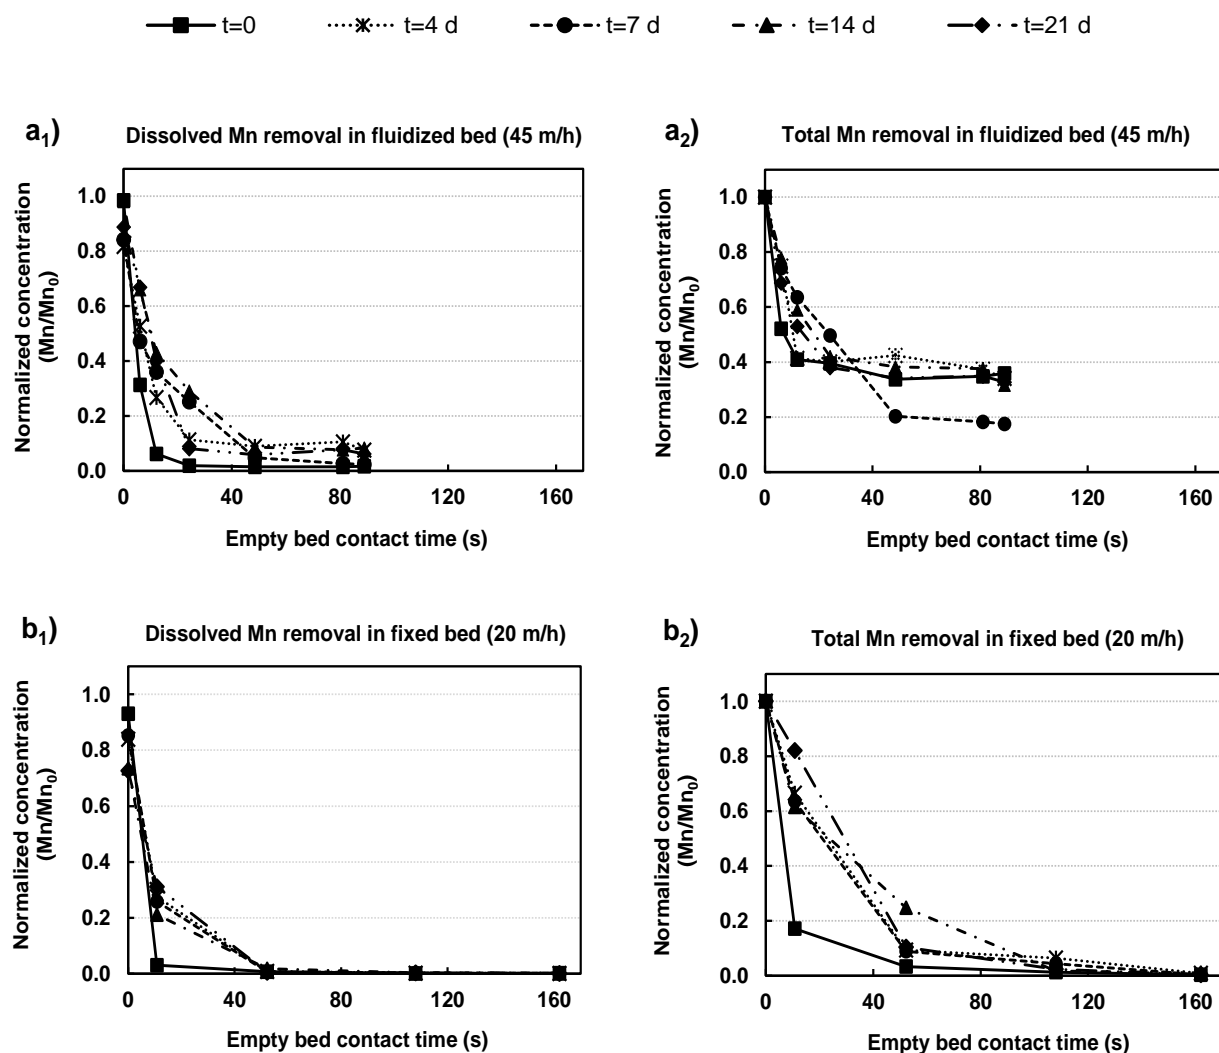 t=0 t=4 d t=7 d t=14 d t=21 d
a1) Dissolved Mn removal in fluidized bed (45 m/h)
Normalized concentration
(Mn/Mn0)
1.0
0.8
0.6
0.4
0.2
0.0
0 40 80 120 160
Empty bed contact time (s)
a2) Total Mn removal in fluidized bed (45 m/h)
Normalized concentration
(Mn/Mn0)
1.0
0.8
0.6
0.4
0.2
0.0
0 40 80 120 160
Empty bed contact time (s)
b1) Dissolved Mn removal in fixed bed (20 m/h)
Normalized concentration
(Mn/Mn0)
1.0
0.8
0.6
0.4
0.2
0.0
0 40 80 120 160
Empty bed contact time (s)
b2) Total Mn removal in fixed bed (20 m/h)
Normalized concentration
(Mn/Mn0)
1.0
0.8
0.6
0.4
0.2
0.0
0 40 80 120 160
Empty bed contact time (s)